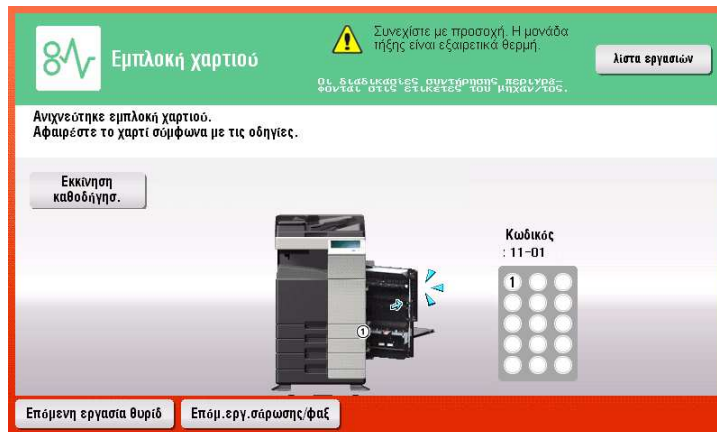 Εμπλοκή χαρτιού
Συνεχίστε με προσοχή. Η μονάδα
τήξης είναι εξαιρετικά θερμή.
Οι διαδικασίες συντήρησης περιγρά-
φονται στις ετικέτες του μηχαν/τος.
λίστα εργασιών
Ανιχνεύτηκε εμπλοκή χαρτιού.
Αφαιρέστε το χαρτί σύμφωνα με τις οδηγίες.
Εκκίνηση
καθοδήγησ.
Κωδικός
: 11-01
1
1
Επόμενη εργασία θυρίδ
Επόμ.εργ.σάρωσης/φαξ